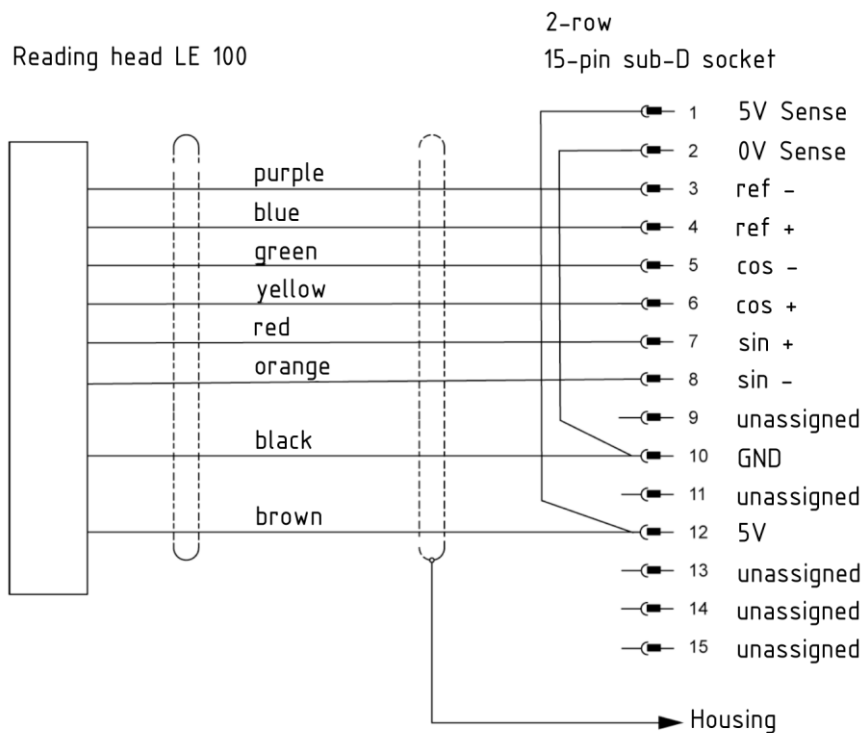 2-row
Reading head LE 100
15-pin sub-D socket
1 5V Sense
2 0V Sense
purple 3 ref -
blue 4 ref +
green 5 cos -
yellow 6 cos +
red 7 sin +
orange 8 sin -
9 unassigned
black 10 GND
11 unassigned
brown 12 5V
13 unassigned
14 unassigned
15 unassigned
Housing